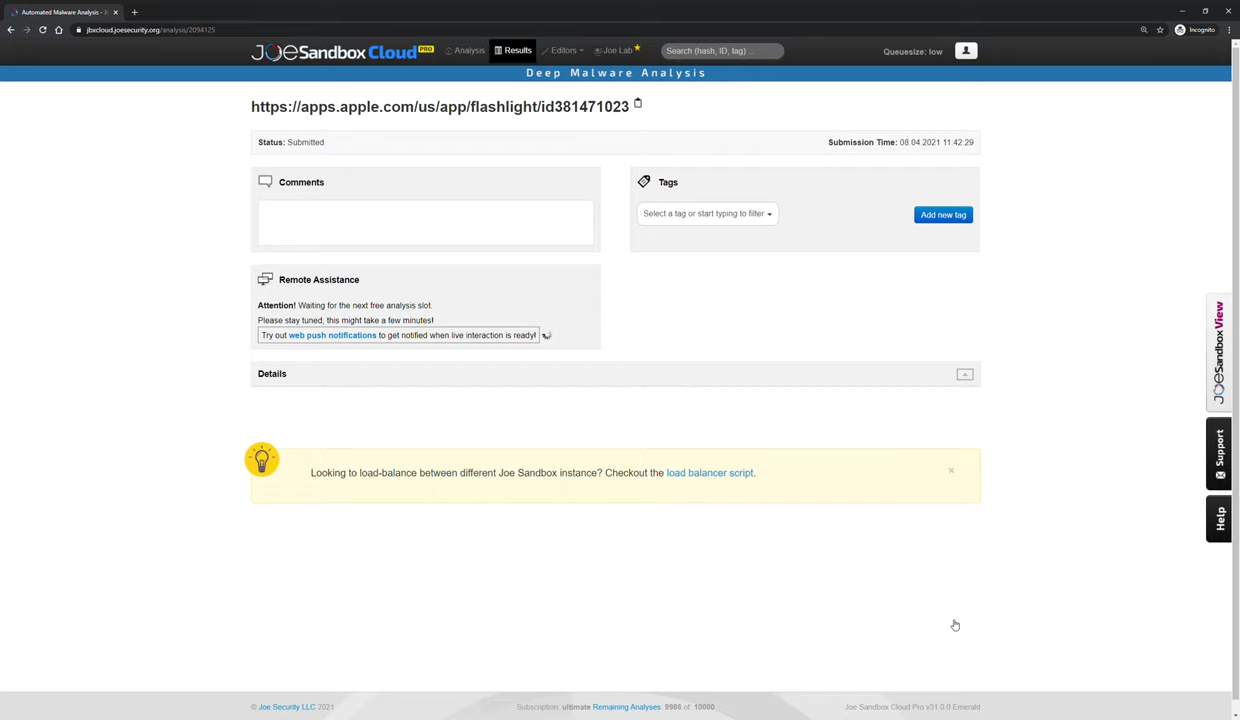 Automated Malware Analysis - J
jbxcloud.joesecurity.org/analysis/2094125
Incognito
JOESandbox Cloud PRO
Analysis
Results
Editors
Joe Lab
Search (hash, ID, tag) ...
Queuesize: low
Deep Malware Analysis
https://apps.apple.com/us/app/flashlight/id381471023
Status: Submitted
Submission Time: 08.04.2021 11:42:29
Comments
Tags
Select a tag or start typing to filter
Add new tag
Remote Assistance
Attention! Waiting for the next free analysis slot.
Please stay tuned, this might take a few minutes!
Try out web push notifications to get notified when live interaction is ready!
Details
JOESandboxView
Support
Help
Looking to load-balance between different Joe Sandbox instance? Checkout the load balancer script.
© Joe Security LLC 2021
Subscription: ultimate Remaining Analyses: 9986 of 10000
Joe Sandbox Cloud Pro v31.0.0 Emerald